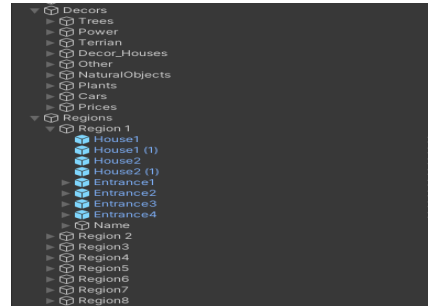 Decors
Trees
Power
Terrian
Decor_Houses
Other
NaturalObjects
Plants
Cars
Prices
Regions
Region 1
House1
House1 (1)
House2
House2 (1)
Entrance1
Entrance2
Entrance3
Entrance4
Name
Region 2
Region3
Region4
Region5
Region6
Region7
Region8